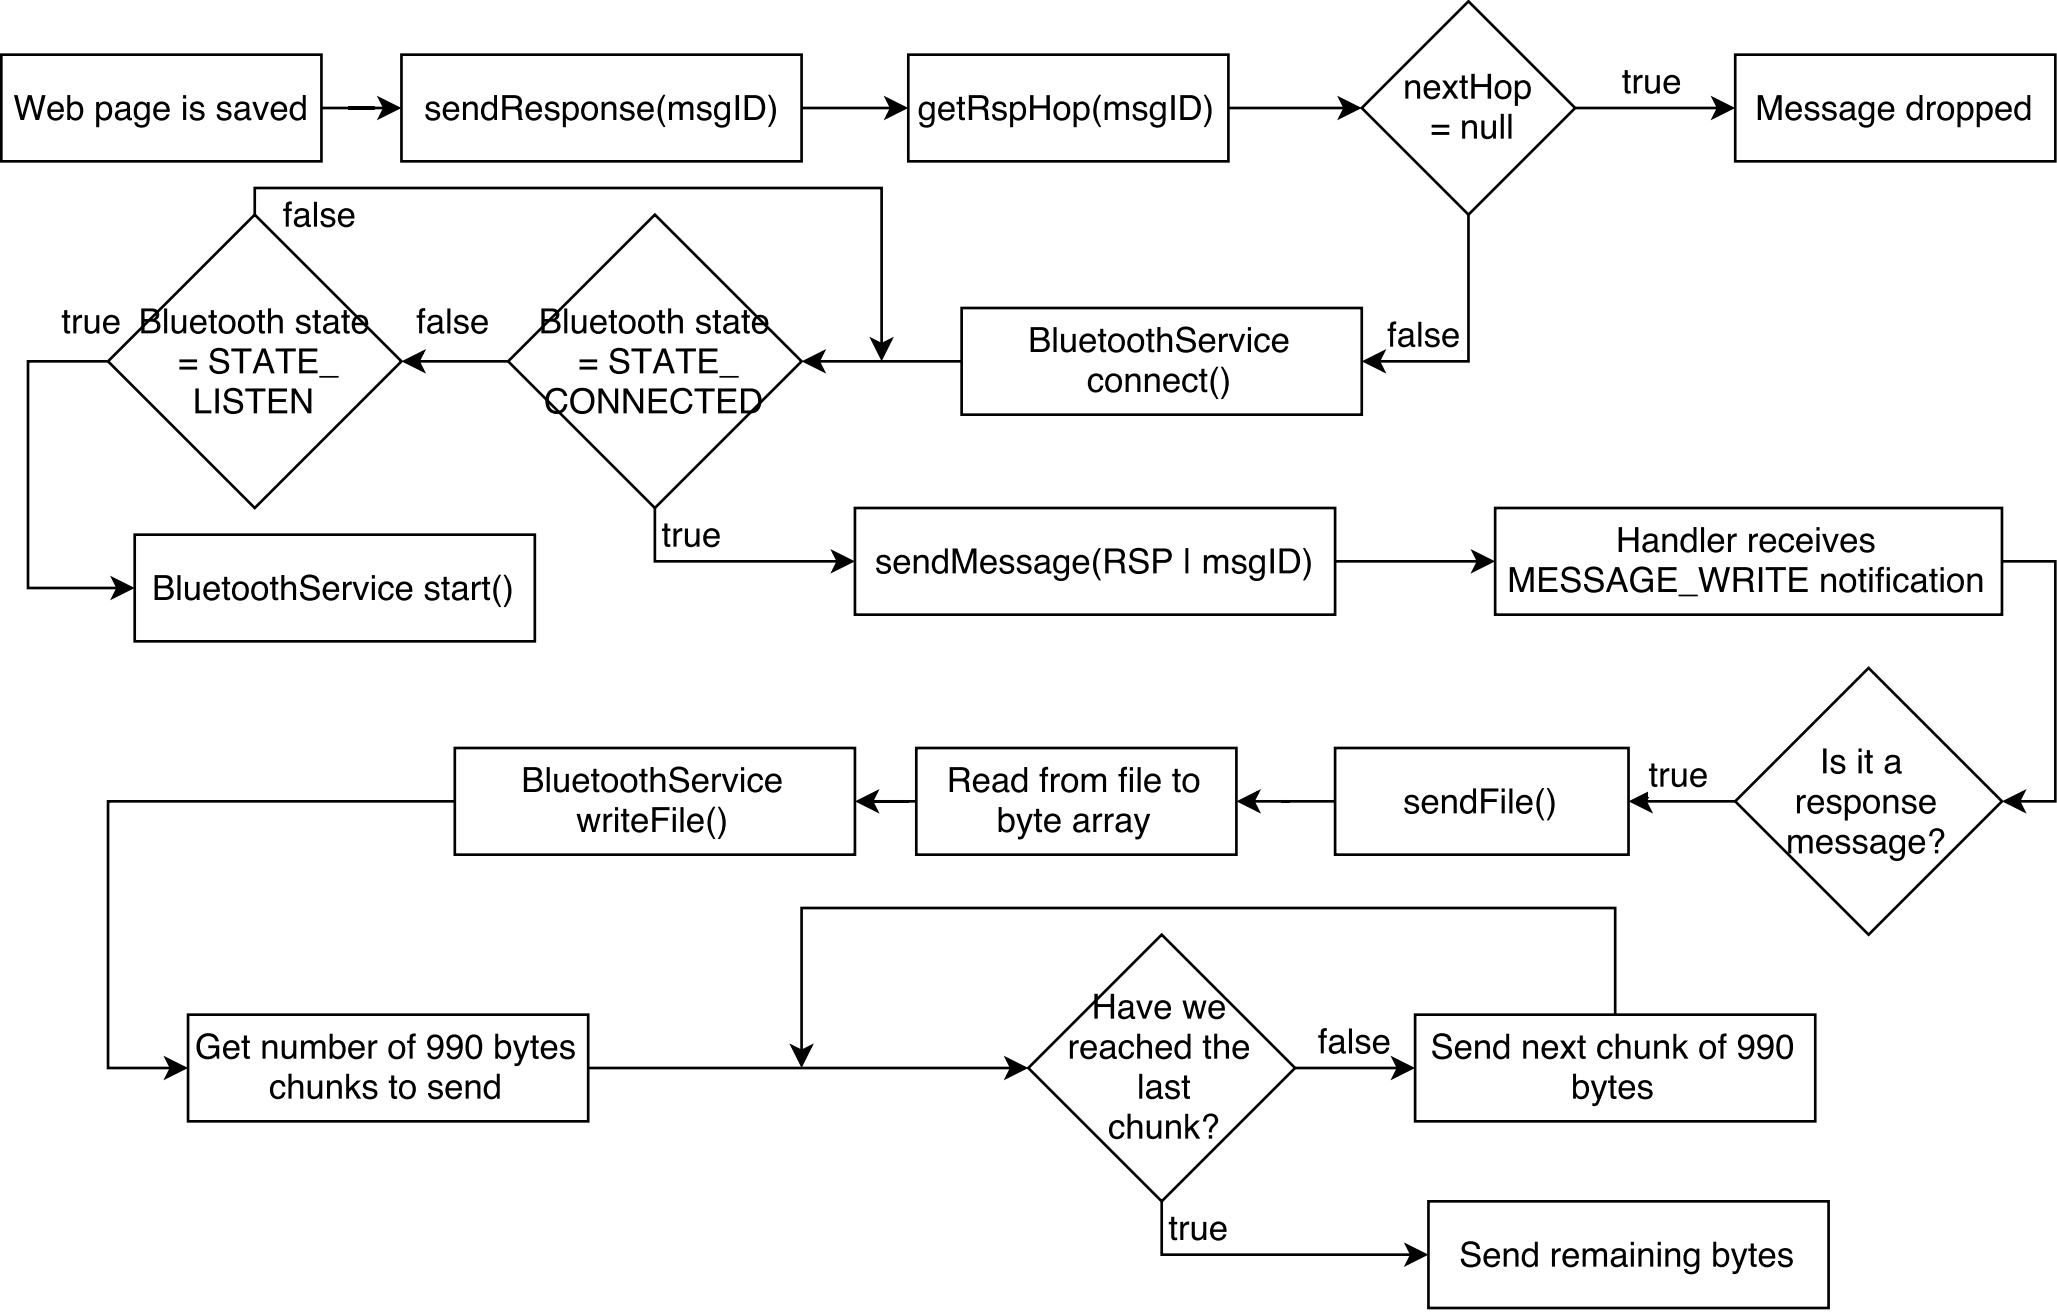 Web page is saved
sendResponse(msgID)
getRspHop(msgID)
nextHop
= null
true
Message dropped
false
true
Bluetooth state
= STATE_
LISTEN
false
Bluetooth state
= STATE_
CONNECTED
BluetoothService
connect()
false
BluetoothService start()
true
sendMessage(RSP | msgID)
Handler receives
MESSAGE_WRITE notification
BluetoothService
writeFile()
Read from file to
byte array
sendFile()
true
Is it a
response
message?
Get number of 990 bytes
chunks to send
Have we
reached the
last
chunk?
false
Send next chunk of 990
bytes
true
Send remaining bytes